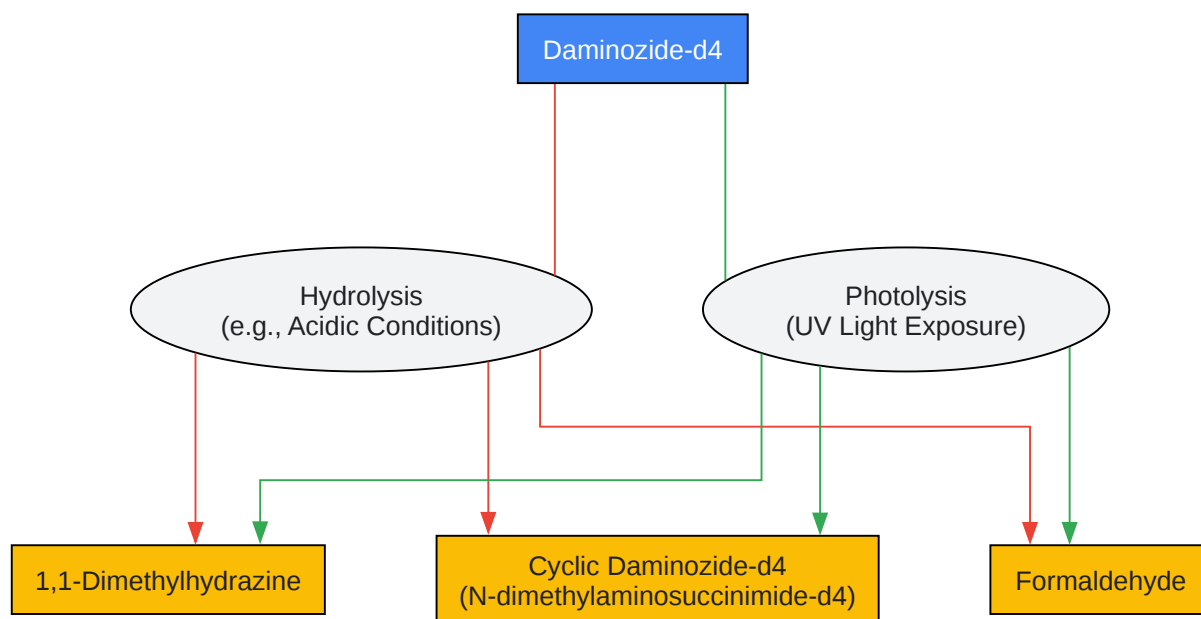 Daminozide-d4
Hydrolysis
(e.g., Acidic Conditions)
Photolysis
(UV Light Exposure)
1,1-Dimethylhydrazine
Cyclic Daminozide-d4
(N-dimethylaminosuccinimide-d4)
Formaldehyde